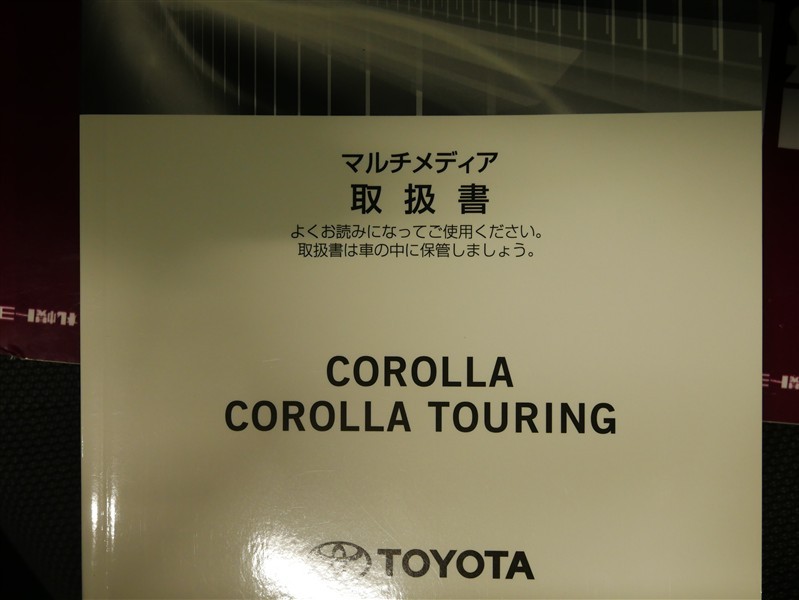 マルチメディア
取扱書
よくお読みになってご使用ください。
取扱書は車の中に保管しましょう。
COROLLA
COROLLA TOURING
TOYOTA